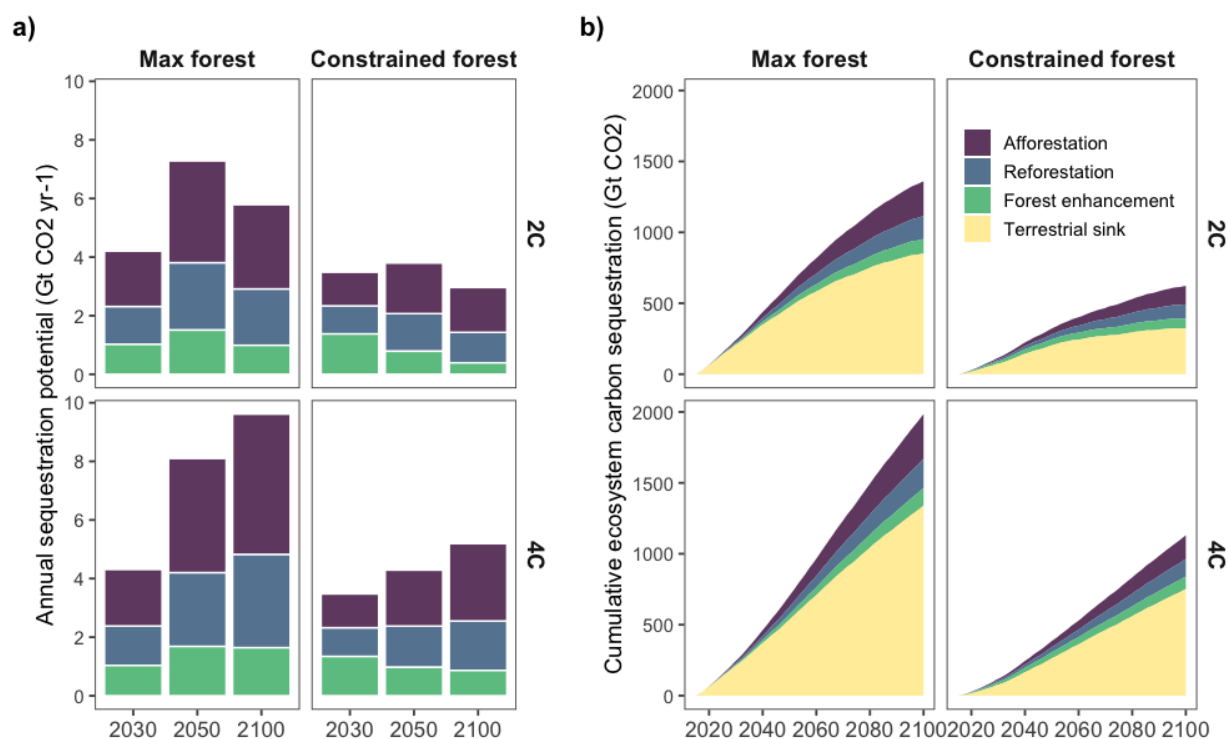 a)
Max forest
Constrained forest
Annual sequestration potential (Gt CO2 yr-1)
10
8
6
4
2
0
2C
10
8
6
4
2
0
4C
2030 2050 2100
2030 2050 2100
b)
Max forest
Constrained forest
Cumulative ecosystem carbon sequestration (Gt CO2)
2000
1500
1000
500
0
Afforestation
Reforestation
Forest enhancement
Terrestrial sink
2C
2000
1500
1000
500
0
4C
2020 2040 2060 2080 2100
2020 2040 2060 2080 2100